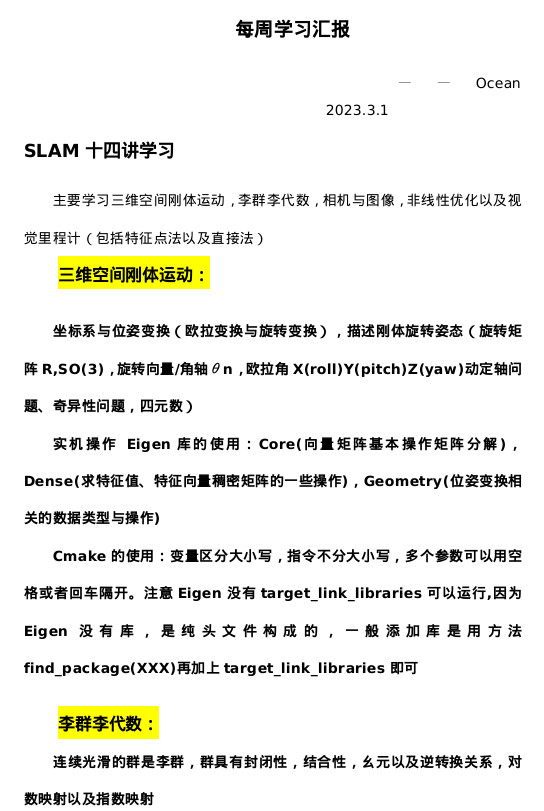 每周学习汇报
— — Ocean
2023.3.1
SLAM 十四讲学习
主要学习三维空间刚体运动，李群李代数，相机与图像，非线性优化以及视
觉里程计（包括特征点法以及直接法）
三维空间刚体运动：
坐标系与位姿变换（欧拉变换与旋转变换），描述刚体旋转姿态（旋转矩
阵 R,SO(3)，旋转向量/角轴 θn，欧拉角 X(roll)Y(pitch)Z(yaw)动定轴问
题、奇异性问题，四元数）
实机操作 Eigen 库的使用：Core(向量矩阵基本操作矩阵分解)，
Dense(求特征值、特征向量稠密矩阵的一些操作)，Geometry(位姿变换相
关的数据类型与操作)
Cmake 的使用：变量区分大小写，指令不分大小写，多个参数可以用空
格或者回车隔开。注意 Eigen 没有 target_link_libraries 可以运行,因为
Eigen 没有库，是纯头文件构成的，一般添加库是用方法
find_package(XXX)再加上 target_link_libraries 即可
李群李代数：
连续光滑的群是李群，群具有封闭性，结合性，幺元以及逆转换关系，对
数映射以及指数映射